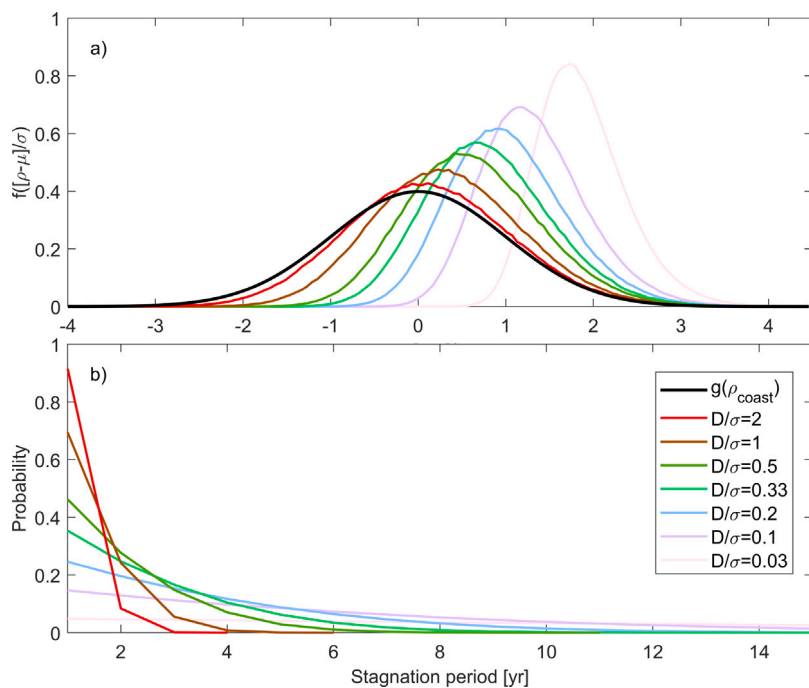 1
0.8
0.6
0.4
0.2
0
a)
f([ρ-μ]/σ)
-4 -3 -2 -1 0 1 2 3 4
1
0.8
0.6
0.4
0.2
0
b)
Probability
g(ρcoast)
D/σ=2
D/σ=1
D/σ=0.5
D/σ=0.33
D/σ=0.2
D/σ=0.1
D/σ=0.03
2 4 6 8 10 12 14
Stagnation period [yr]